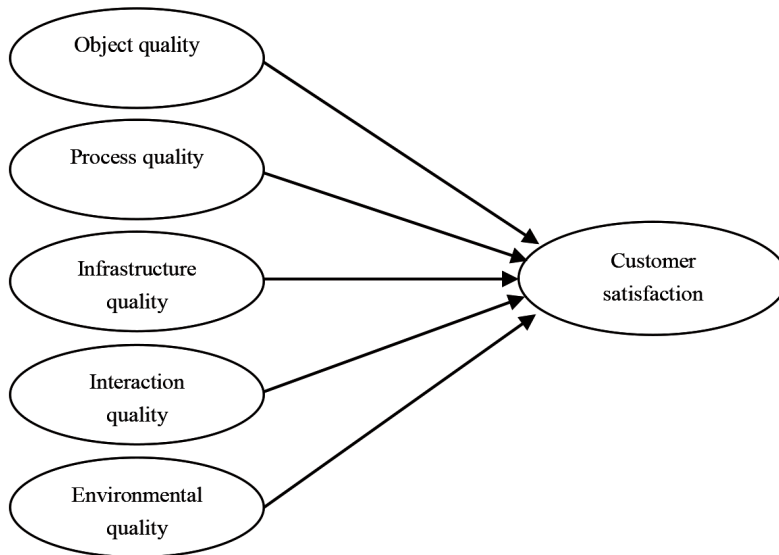 Object quality
Process quality
Infrastructure
quality
Interaction
quality
Environmental
quality
Customer
satisfaction